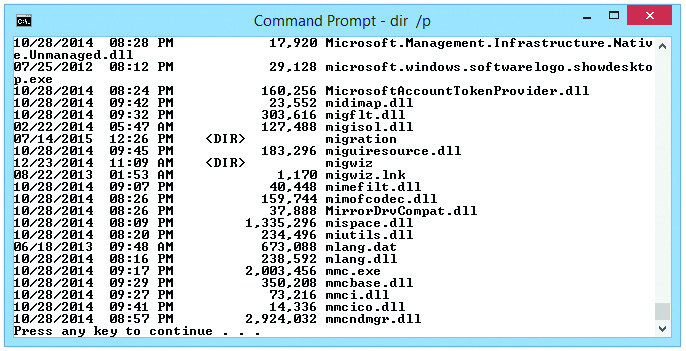 Command Prompt - dir /p
10/28/2014  08:28 PM            17,920 Microsoft.Management.Infrastructure.Nativ
e.Unmanaged.dll
07/25/2012  08:12 PM            29,128 microsoft.windows.softwarelogo.showdeskto
p.exe
10/28/2014  08:24 PM           160,256 MicrosoftAccountTokenProvider.dll
10/28/2014  09:42 PM            23,552 midimap.dll
10/28/2014  09:32 PM           303,616 migflt.dll
02/22/2014  05:47 AM           127,488 migisol.dll
07/14/2015  12:26 PM    <DIR>          migration
10/28/2014  09:45 PM           183,296 miguiresource.dll
12/23/2014  11:09 AM    <DIR>          migwiz
08/22/2013  01:53 AM             1,170 migwiz.lnk
10/28/2014  09:07 PM            40,448 mimefilt.dll
10/28/2014  08:26 PM           159,744 mimofcodec.dll
10/28/2014  08:26 PM            37,888 MirrorDrvCompat.dll
10/28/2014  08:09 PM         1,335,296 mispace.dll
10/28/2014  08:20 PM           234,496 miutils.dll
06/18/2013  09:48 AM           673,088 mlang.dat
10/28/2014  08:16 PM           238,592 mlang.dll
10/28/2014  09:17 PM         2,003,456 mmc.exe
10/28/2014  09:29 PM           350,208 mmcbase.dll
10/28/2014  09:27 PM            73,216 mmci.dll
10/28/2014  09:41 PM            14,336 mmcico.dll
10/28/2014  08:57 PM         2,924,032 mmcndmgr.dll
Press any key to continue . . .